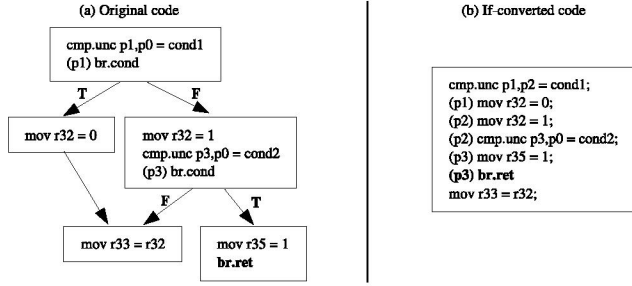 (a) Original code
cmp.unc p1,p0 = cond1
(p1) br.cond
T
F
mov r32 = 0
mov r32 = 1
cmp.unc p3,p0 = cond2
(p3) br.cond
F
T
mov r33 = r32
mov r35 = 1
br.ret
(b) If-converted code
cmp.unc p1,p2 = cond1;
(p1) mov r32 = 0;
(p2) mov r32 = 1;
(p2) cmp.unc p3,p0 = cond2;
(p3) mov r35 = 1;
(p3) br.ret
mov r33 = r32;